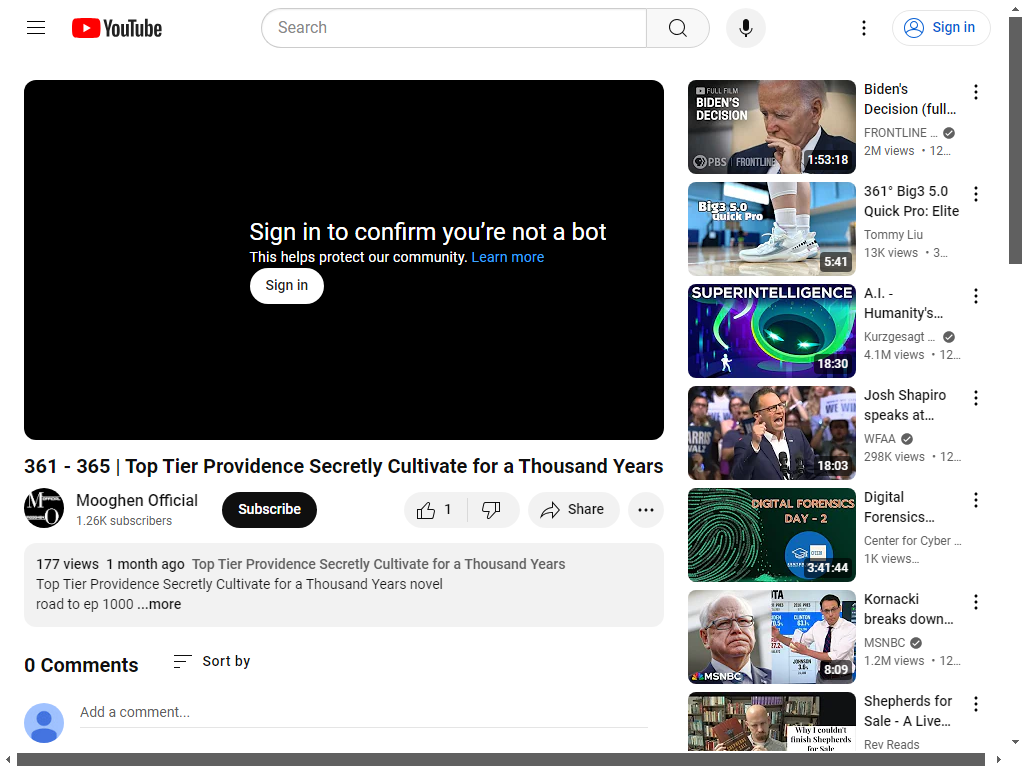 YouTube
Search
Sign in
Sign in to confirm you’re not a bot
This helps protect our community. Learn more
Sign in
361 - 365 | Top Tier Providence Secretly Cultivate for a Thousand Years
Mooghen Official
1.26K subscribers
Subscribe
1
Share
177 views 1 month ago Top Tier Providence Secretly Cultivate for a Thousand Years
Top Tier Providence Secretly Cultivate for a Thousand Years novel
road to ep 1000 ...more
0 Comments
Sort by
Add a comment...
FULL FILM
BIDEN'S
DECISION
PBS FRONTLINE
1:53:18
Biden's
Decision (full...
FRONTLINE ...
2M views • 12...
Big3 5.0
Quick Pro
5:41
361° Big3 5.0
Quick Pro: Elite
Tommy Liu
13K views • 3...
SUPERINTELLIGENCE
18:30
A.I. -
Humanity's...
Kurzgesagt ...
4.1M views • 12...
18:03
Josh Shapiro
speaks at...
WFAA
298K views • 12...
DIGITAL FORENSICS
DAY - 2
3:41:44
Digital
Forensics...
Center for Cyber ...
1K views...
MSNBC
8:09
Kornacki
breaks down...
MSNBC
1.2M views • 12...
Why I couldn't
finish Shepherds
for Sale
Shepherds for
Sale - A Live...
Rev Reads